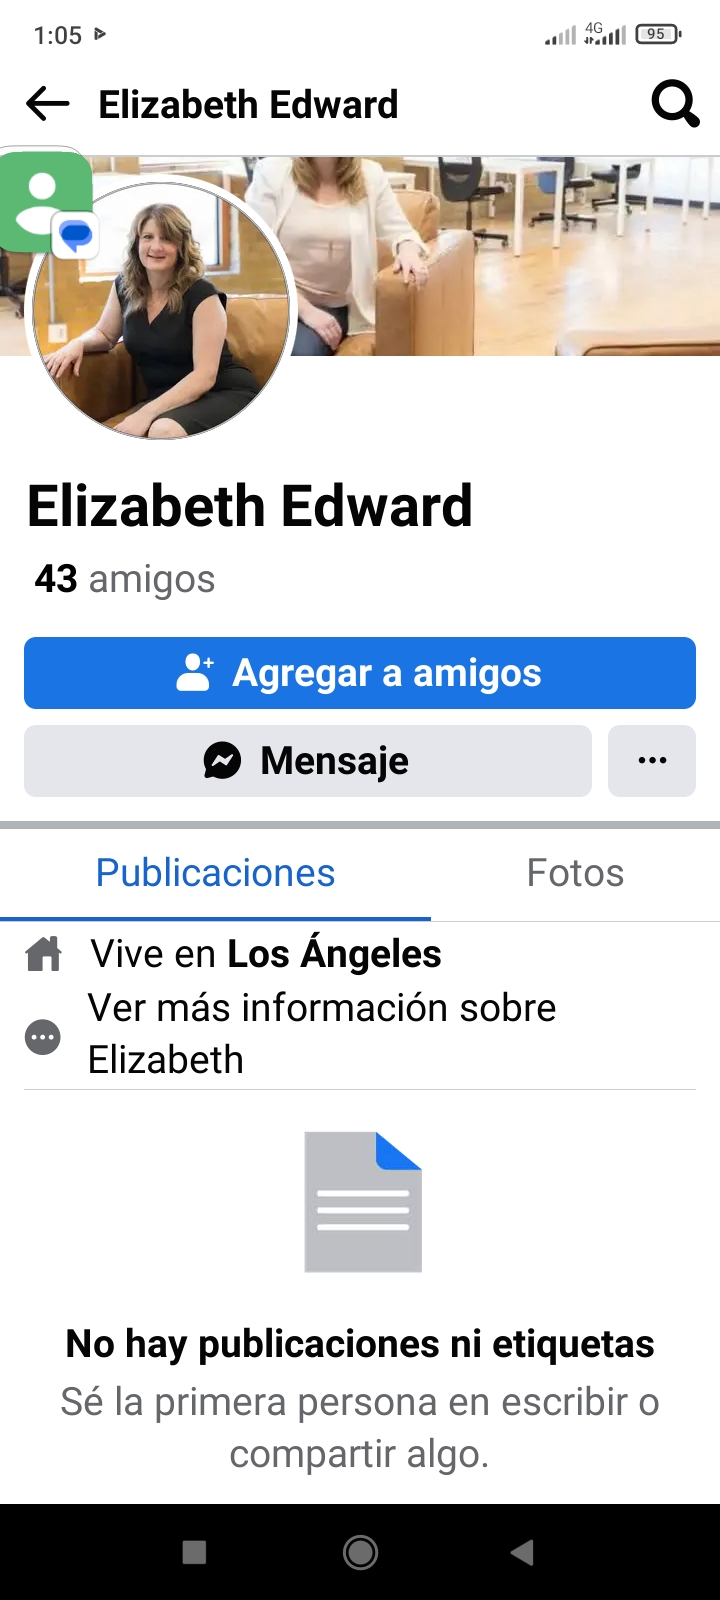 1:05
4G
95
Elizabeth Edward
Elizabeth Edward
43 amigos
Agregar a amigos
Mensaje
Publicaciones
Fotos
Vive en Los Ángeles
Ver más información sobre
Elizabeth
No hay publicaciones ni etiquetas
Sé la primera persona en escribir o
compartir algo.